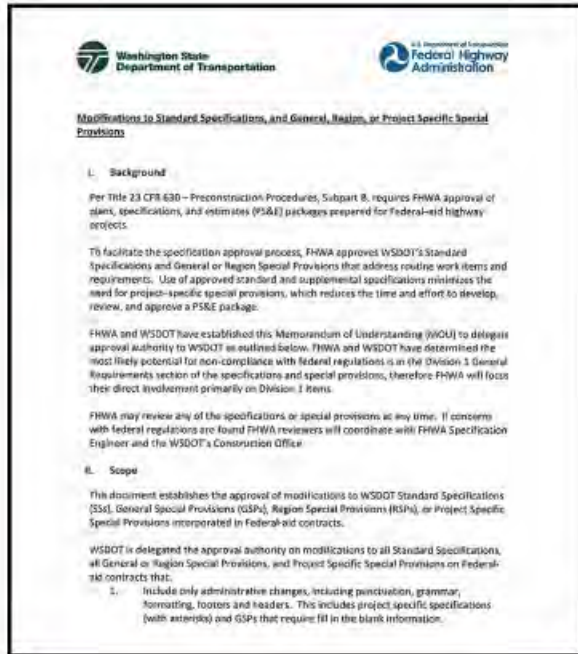 Washington State
Department of Transportation
U.S. Department of Transportation
Federal Highway
Administration
Modifications to Standard Specifications, and General, Region, or Project Specific Special
Provisions
I. Background
Per Title 23 CFR 630 – Preconstruction Procedures, Subpart B, requires FHWA approval of
plans, specifications, and estimates (PS&E) packages prepared for Federal-aid highway
projects.
To facilitate the specification approval process, FHWA approves WSDOT's Standard
Specifications and General or Region Special Provisions that address routine work items and
requirements. Use of approved standard and supplemental specifications minimizes the
need for project-specific special provisions, which reduces the time and effort to develop,
review, and approve a PS&E package.
FHWA and WSDOT have established this Memorandum of Understanding (MOU) to delegate
approval authority to WSDOT as outlined below. FHWA and WSDOT have determined the
most likely potential for non-compliance with federal regulations is in the Division 1 General
Requirements section of the specifications and special provisions, therefore FHWA will focus
their direct involvement primarily on Division 1 items.
FHWA may review any of the specifications or special provisions at any time. If concerns
with federal regulations are found FHWA reviewers will coordinate with FHWA Specification
Engineer and the WSDOT's Construction Office.
II. Scope
This document establishes the approval of modifications to WSDOT Standard Specifications
(SSs), General Special Provisions (GSPs), Region Special Provisions (RSPs), or Project Specific
Special Provisions incorporated in Federal-aid contracts.
WSDOT is delegated the approval authority on modifications to all Standard Specifications,
all General or Region Special Provisions, and Project Specific Special Provisions on Federal-
aid contracts that:
1. Include only administrative changes, including punctuation, grammar,
formatting, footers and headers. This includes project specific specifications
(with asterisks) and GSPs that require fill in the blank information.